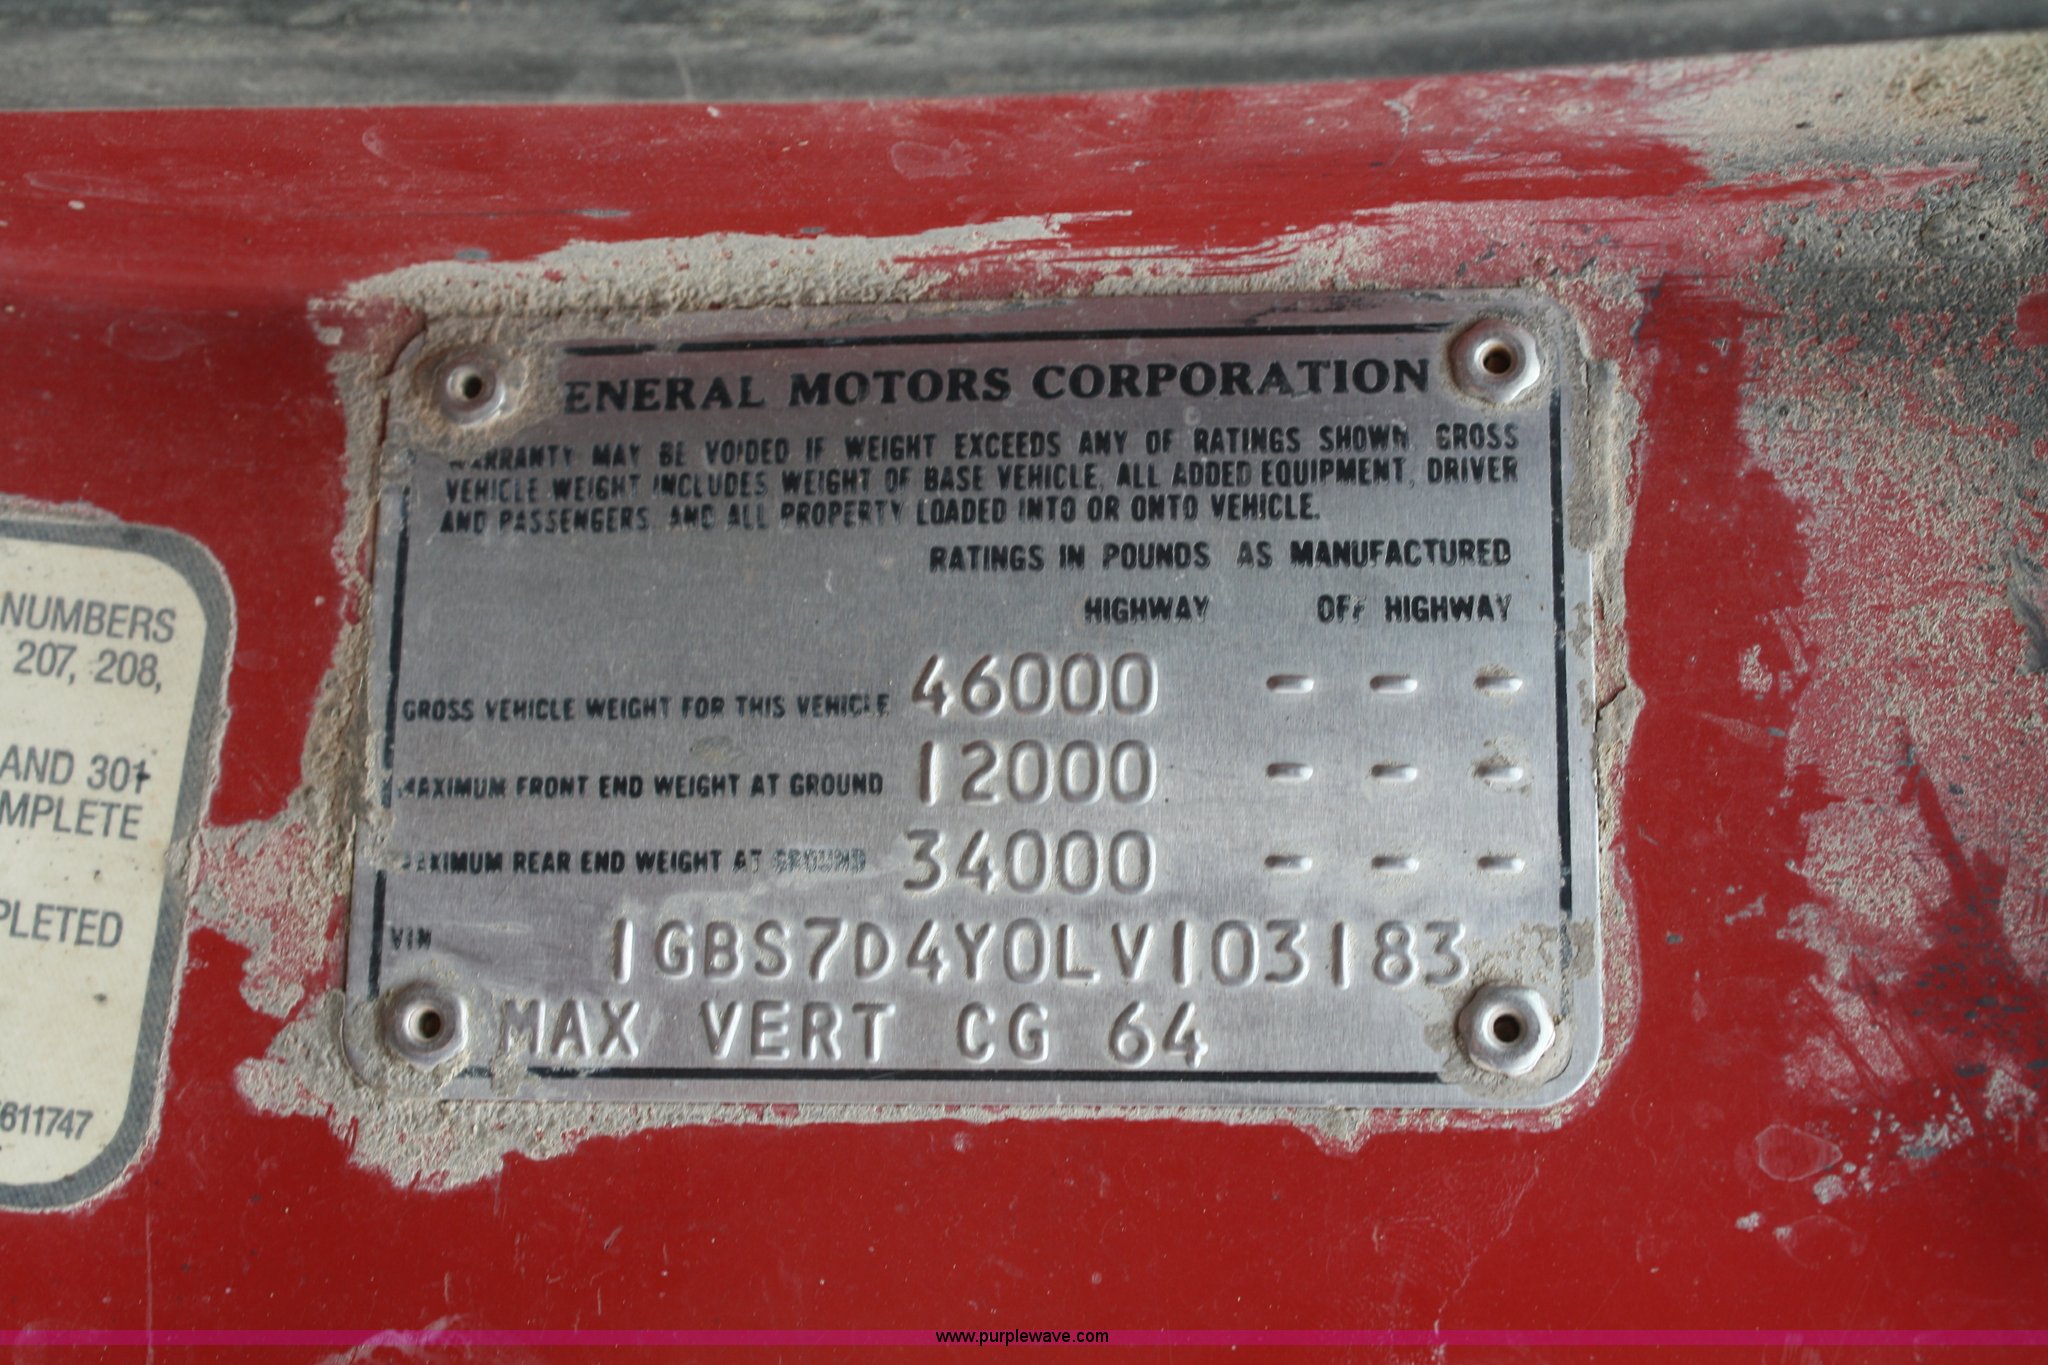 ENERAL MOTORS CORPORATION
WARRANTY MAY BE VOIDED IF WEIGHT EXCEEDS ANY OF RATINGS SHOWN. GROSS
VEHICLE WEIGHT INCLUDES WEIGHT OF BASE VEHICLE, ALL ADDED EQUIPMENT, DRIVER
AND PASSENGERS AND ALL PROPERTY LOADED INTO OR ONTO VEHICLE.
RATINGS IN POUNDS AS MANUFACTURED
HIGHWAY OFF HIGHWAY
GROSS VEHICLE WEIGHT FOR THIS VEHICLE 46000 - - -
MAXIMUM FRONT END WEIGHT AT GROUND 12000 - - -
MAXIMUM REAR END WEIGHT AT GROUND 34000 - - -
VIN 1GBS7D4Y0LV103183
MAX VERT CG 64
NUMBERS
207, 208,
AND 301
MPLETE
PLETED
611747
www.purplewave.com